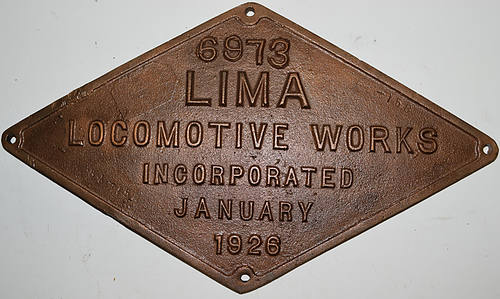 6973
LIMA
LOCOMOTIVE WORKS
INCORPORATED
JANUARY
1926